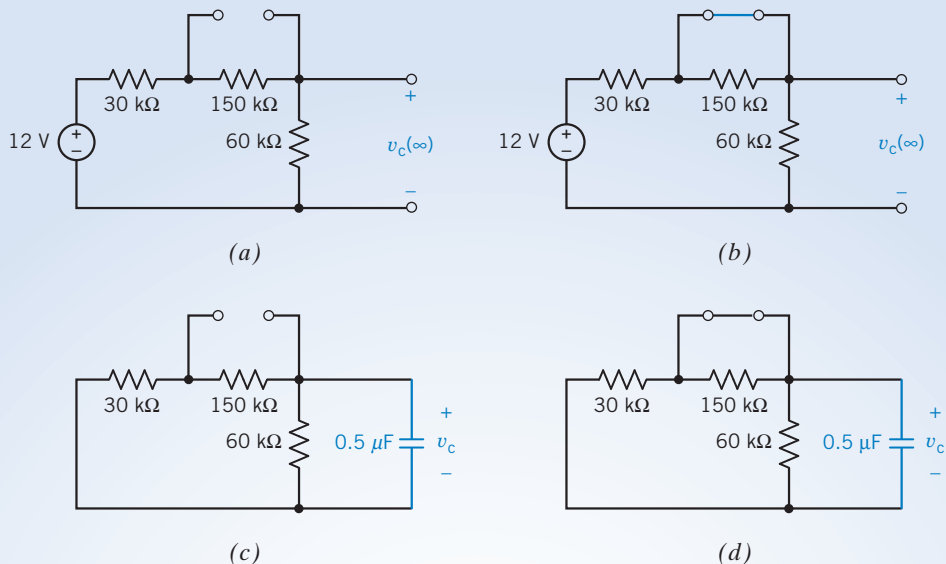 30 kΩ 150 kΩ
12 V + − 60 kΩ + v_c(∞) −
(a)
30 kΩ 150 kΩ
12 V + − 60 kΩ + v_c(∞) −
(b)
30 kΩ 150 kΩ
60 kΩ 0.5 μF + v_c −
(c)
30 kΩ 150 kΩ
60 kΩ 0.5 μF + v_c −
(d)